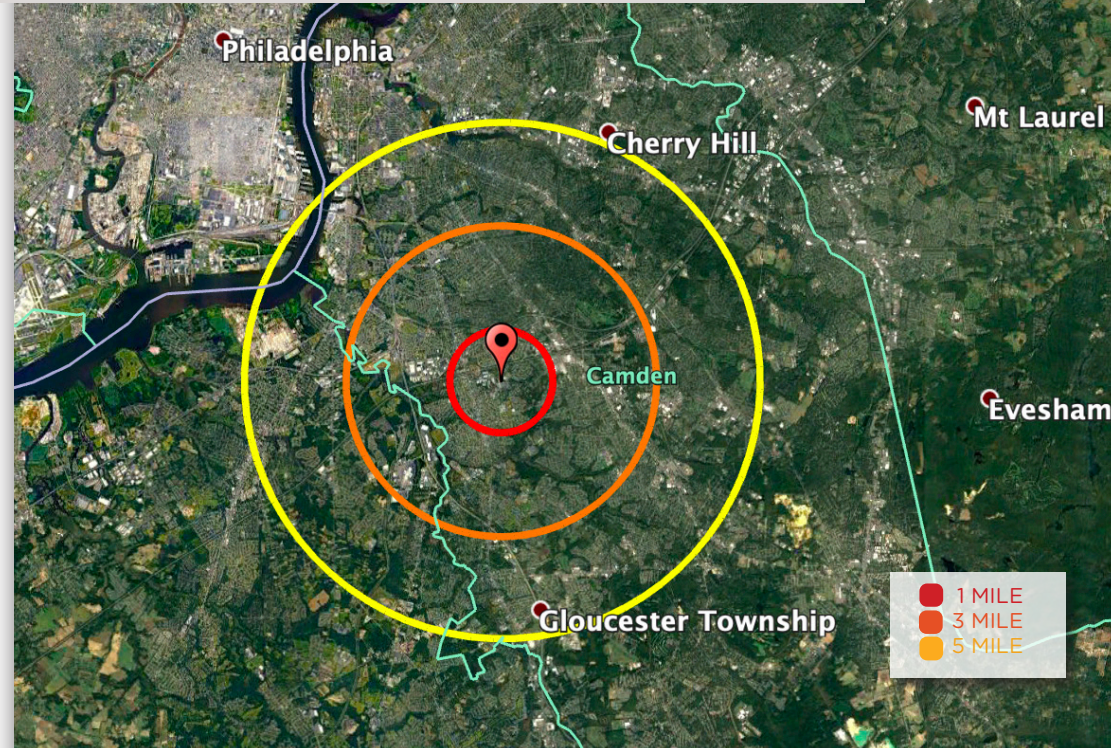 Philadelphia
Mt Laurel
Cherry Hill
Camden
Evesham
1 MILE
3 MILE
5 MILE
Gloucester Township